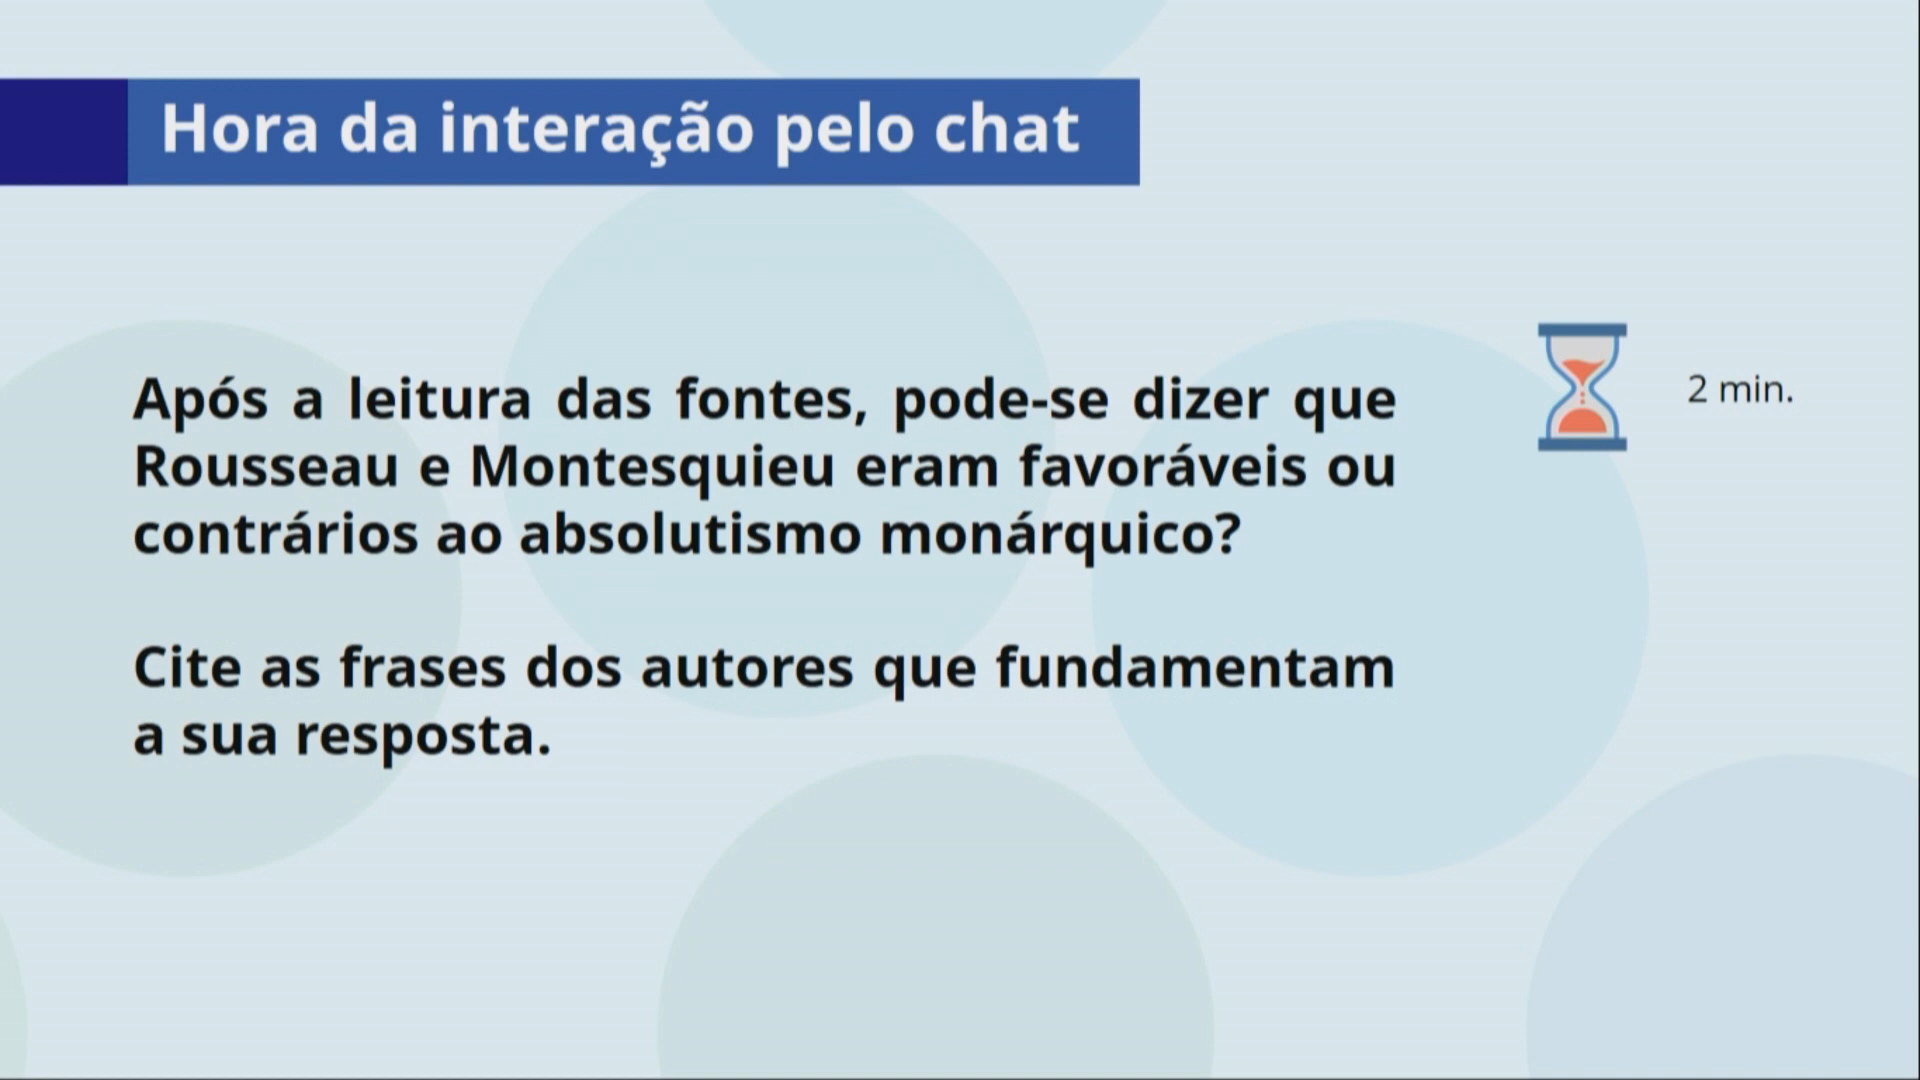 Hora da interação pelo chat
Após a leitura das fontes, pode-se dizer que
Rousseau e Montesquieu eram favoráveis ou
contrários ao absolutismo monárquico?
2 min.
Cite as frases dos autores que fundamentam
a sua resposta.